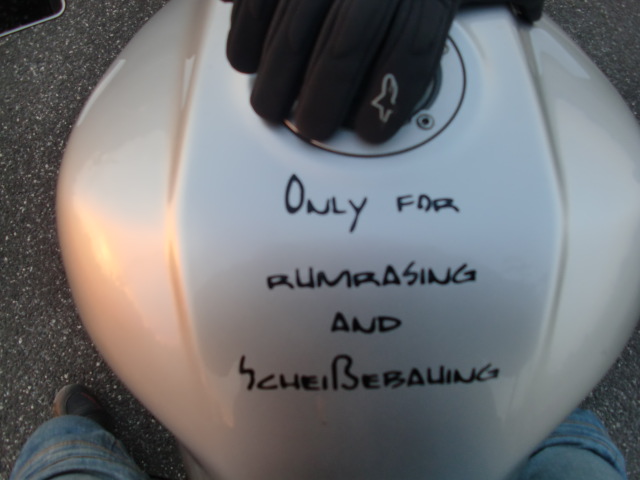 Only for
rumrasing
and
Scheißebauing